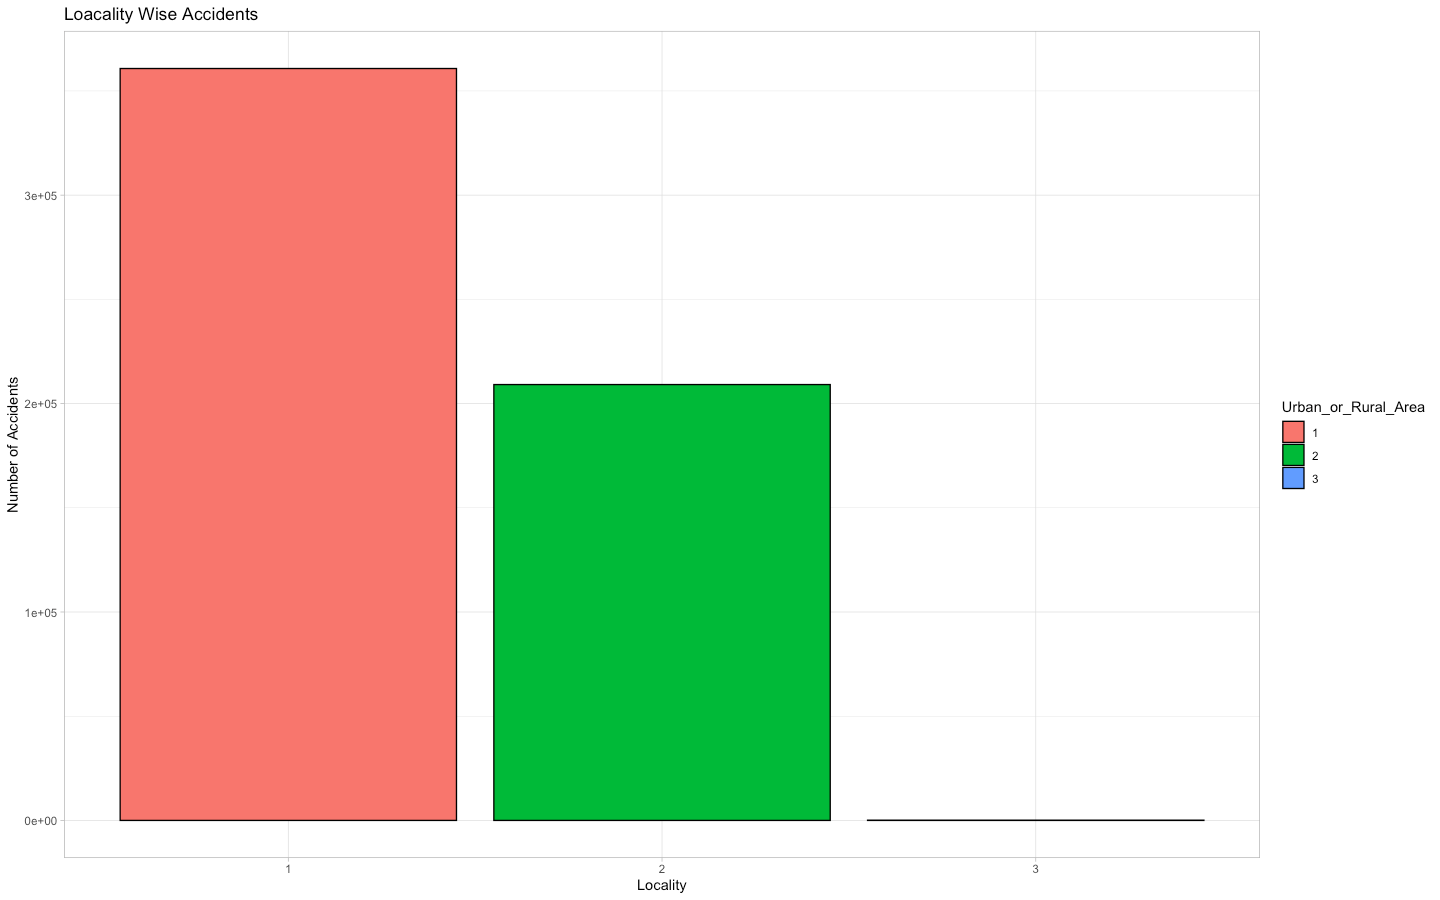 Loacality Wise Accidents
Number of Accidents
3e+05
2e+05
1e+05
0e+00
1
2
3
Locality
Urban_or_Rural_Area
1
2
3